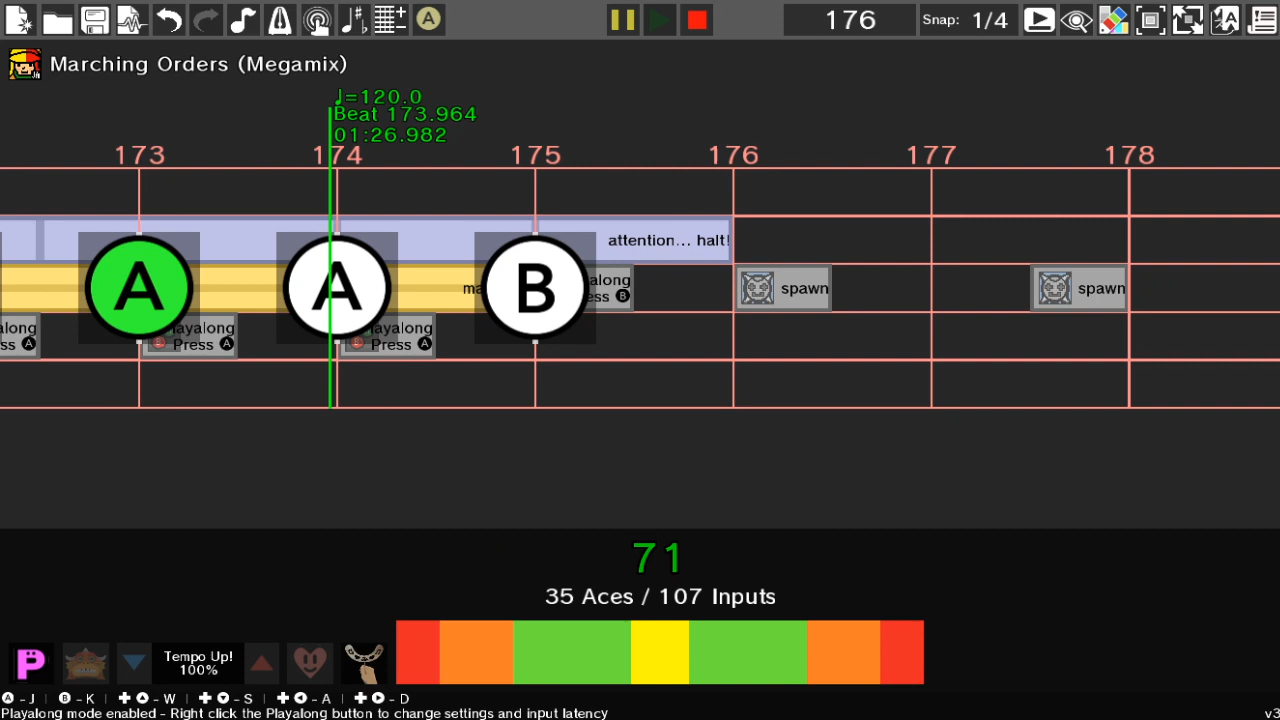 A
176
Snap: 1/4
Marching Orders (Megamix)
♩=120.0
Beat 173.964
01:26.982
173 174 175 176 177 178
attention... halt!
A A B spawn spawn
Playalong
Press A
Playalong
Press A
71
35 Aces / 107 Inputs
P
Tempo Up!
100%
A - J | B - K | - W | - S | - A | - D
Playalong mode enabled - Right click the Playalong button to change settings and input latency
v3